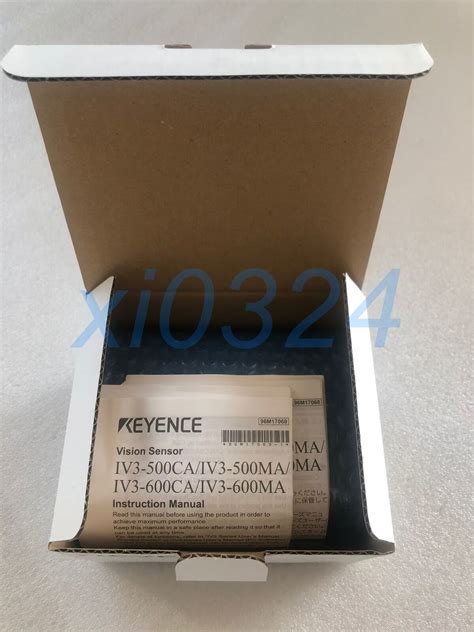 xi0324
KEYENCE
96M17068
Vision Sensor
IV3-500CA/IV3-500MA/
IV3-600CA/IV3-600MA
Instruction Manual
Read this manual before using the product in order to
achieve maximum performance.
Keep this manual in a safe place after reading it so that it
can be used at any time.
96M17068
MA/
MA